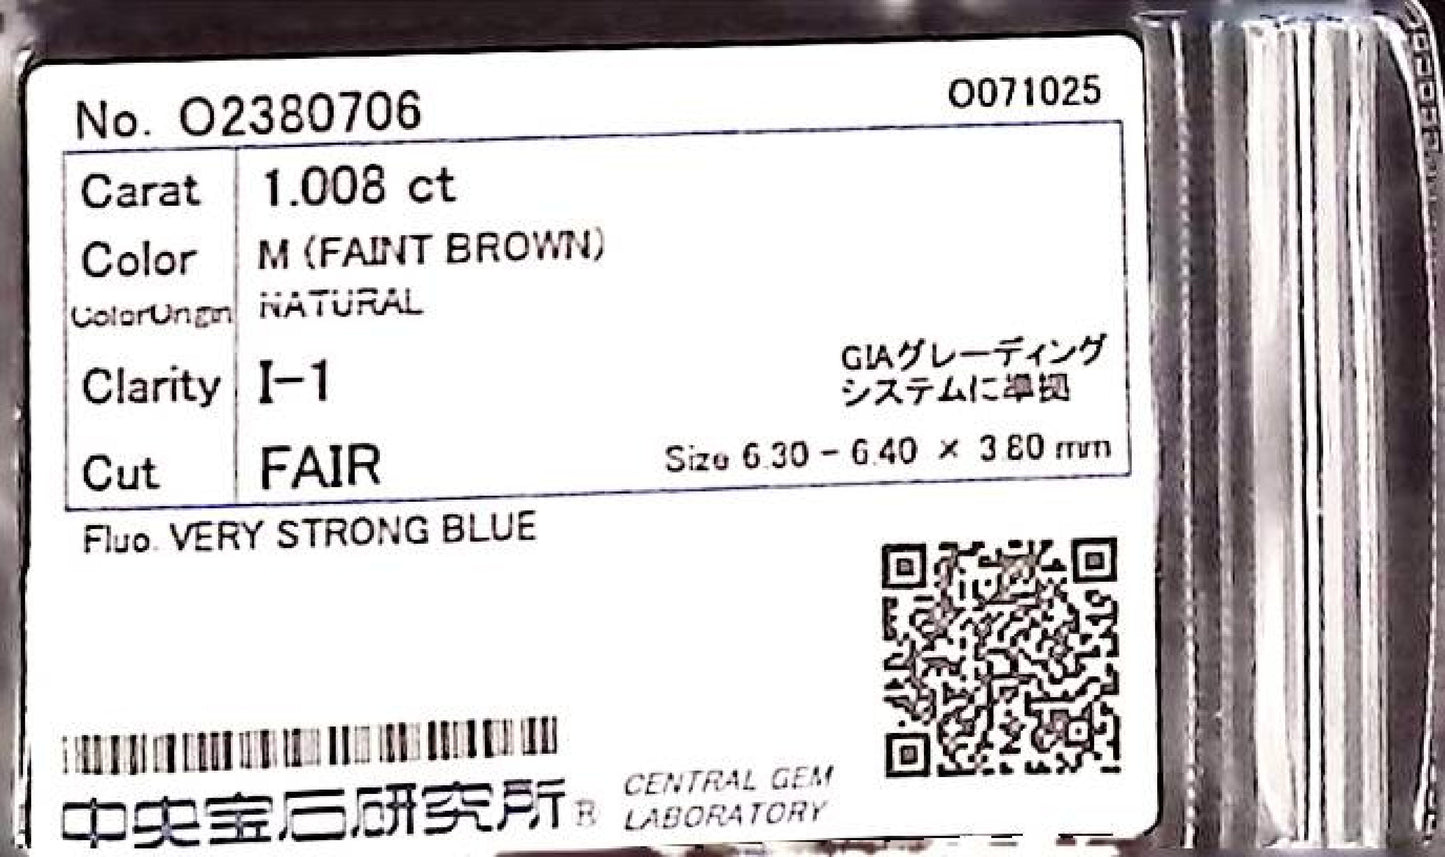 No. O2380706
O071025
Carat 1.008 ct
Color M (FAINT BROWN)
ColorOrigin NATURAL
Clarity I-1
GIAグレーディング
システムに準拠
Cut FAIR
Size 6.30 - 6.40 × 3.80 mm
Fluo. VERY STRONG BLUE
中央宝石研究所®
CENTRAL GEM
LABORATORY